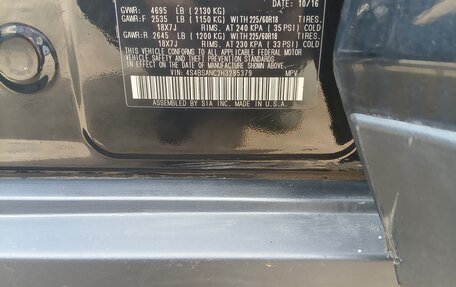 DATE: 10/16
GVWR: 4695 LB (2130 KG)
GAWR:F 2535 LB (1150 KG) WITH 225/60R18 TIRES.
18X7J RIMS. AT 240 KPA (35 PSI) COLD
GAWR:R 2645 LB (1200 KG) WITH 225/60R18 TIRES.
18X7J RIMS. AT 230 KPA (33 PSI) COLD
THIS VEHICLE CONFORMS TO ALL APPLICABLE FEDERAL MOTOR
VEHICLE SAFETY AND THEFT PREVENTION STANDARDS IN
EFFECT ON THE DATE OF MANUFACTURE SHOWN ABOVE.
VIN: 4S4BSANC2H3285379 MPV
ASSEMBLED BY SIA INC. IN U.S.A.